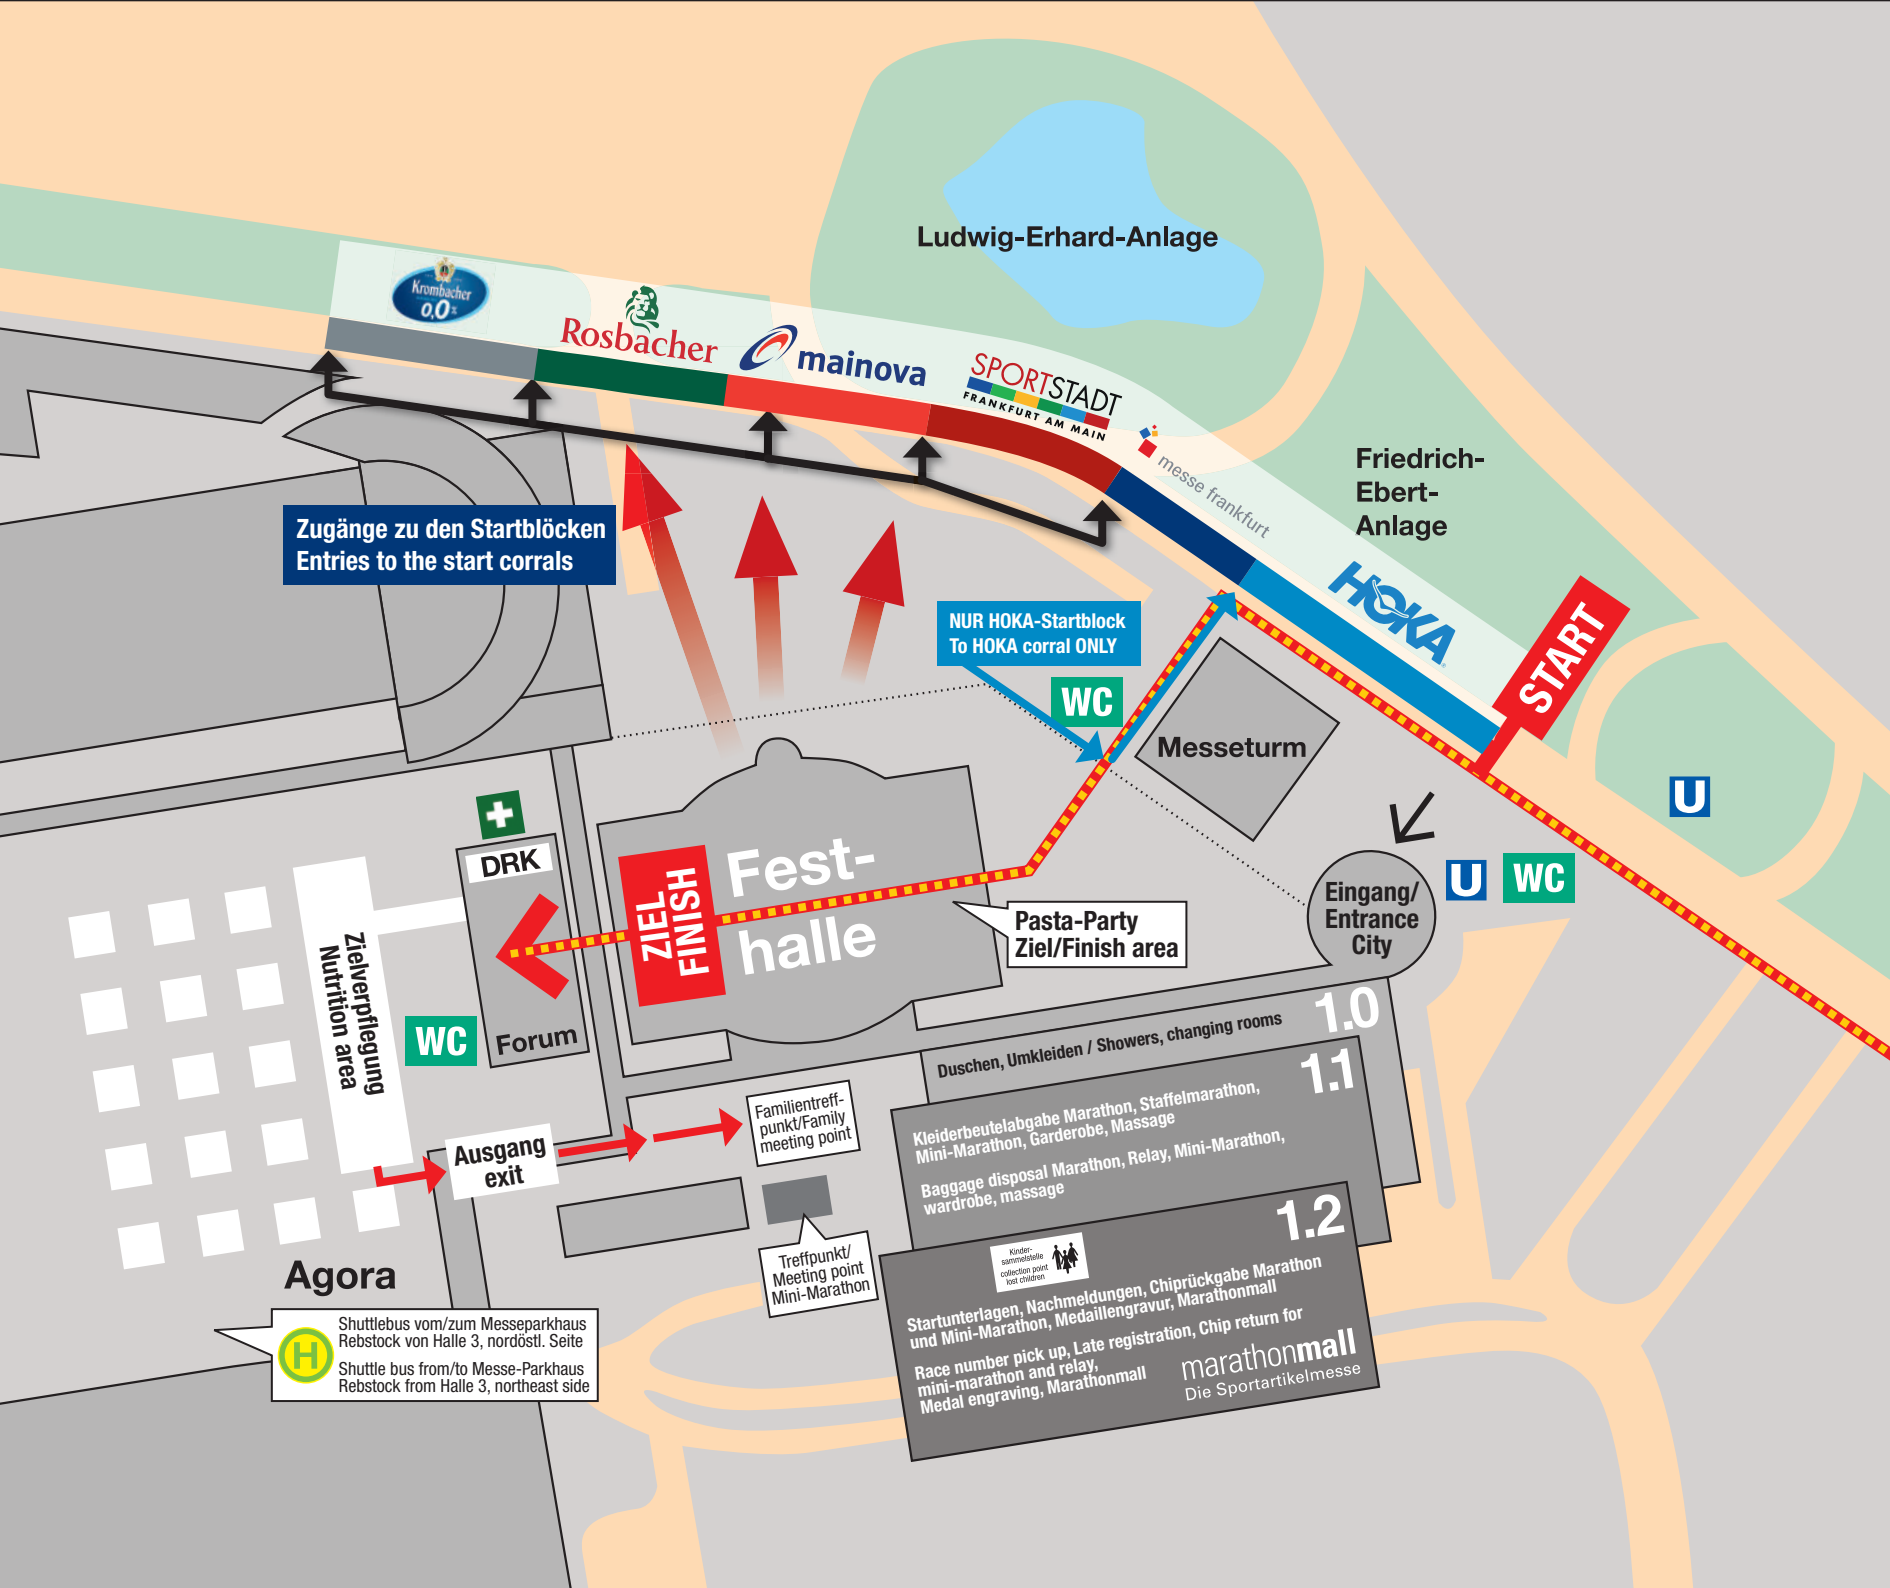 Ludwig-Erhard-Anlage
Krombacher
0,0%
Rosbacher
mainova
SPORTSTADT
FRANKFURT AM MAIN
messe frankfurt
HOKA
Friedrich-
Ebert-
Anlage
START
Zugänge zu den Startblöcken
Entries to the start corrals
NUR HOKA-Startblock
To HOKA corral ONLY
WC
Messeturm
U
Eingang/
Entrance
City
U
WC
DRK
ZIEL
FINISH
Fest-
halle
Pasta-Party
Ziel/Finish area
Zielverpflegung
Nutrition area
WC
Forum
1.0
Duschen, Umkleiden / Showers, changing rooms
1.1
Kleiderbeutelabgabe Marathon, Staffelmarathon,
Mini-Marathon, Garderobe, Massage
Baggage disposal Marathon, Relay, Mini-Marathon,
wardrobe, massage
Familientreff-
punkt/Family
meeting point
Ausgang
exit
Treffpunkt/
Meeting point
Mini-Marathon
1.2
Kinder-
sammelstelle
collection point
lost children
Startunterlagen, Nachmeldungen, Chiprückgabe Marathon
und Mini-Marathon, Medaillengravur, Marathonmall
Race number pick up, Late registration, Chip return for
mini-marathon and relay,
Medal engraving, Marathonmall
marathonmall
Die Sportartikelmesse
Agora
H
Shuttlebus vom/zum Messeparkhaus
Rebstock von Halle 3, nordöstl. Seite
Shuttle bus from/to Messe-Parkhaus
Rebstock from Halle 3, northeast side